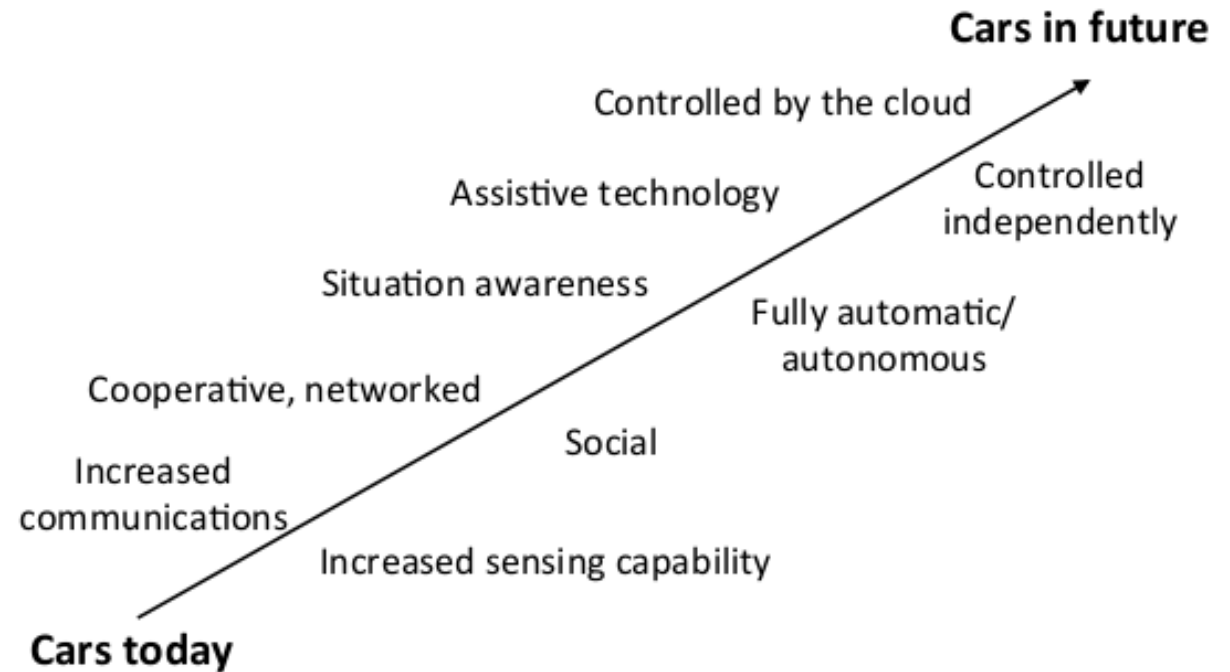 Cars in future
Controlled by the cloud
Controlled
independently
Assistive technology
Situation awareness
Fully automatic/
autonomous
Cooperative, networked
Social
Increased
communications
Increased sensing capability
Cars today